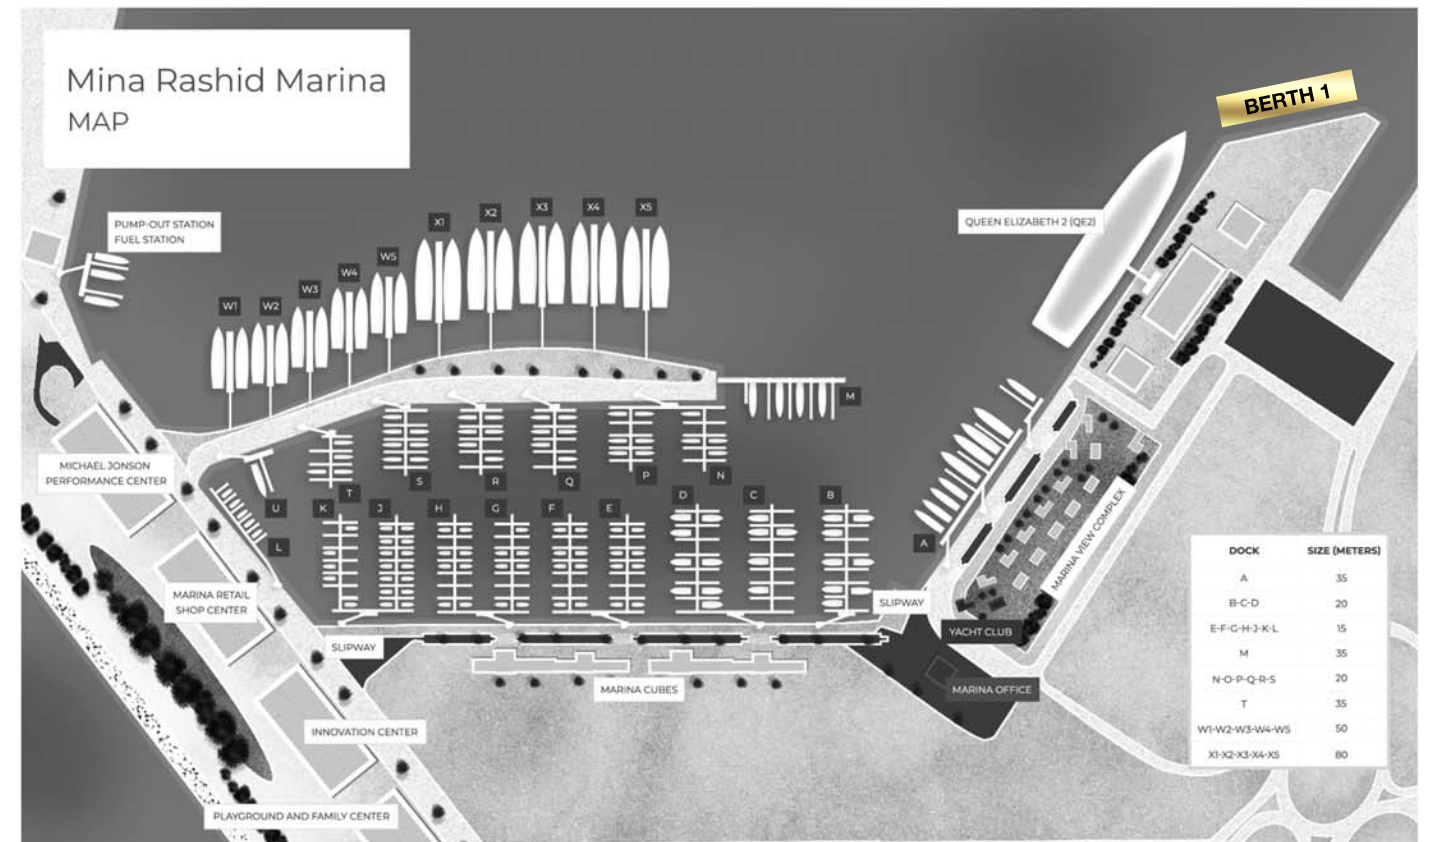 Mina Rashid Marina
MAP
BERTH 1
PUMP-OUT STATION
FUEL STATION
QUEEN ELIZABETH 2 (QE2)
X1
X2
X3
X4
X5
W1
W2
W3
W4
W5
M
MICHAEL JONSON
PERFORMANCE CENTER
T
S
R
Q
P
N
U
L
K
J
H
G
F
E
D
C
B
A
MARINA VIEW COMPLEX
MARINA RETAIL
SHOP CENTER
SLIPWAY
SLIPWAY
YACHT CLUB
MARINA CUBES
MARINA OFFICE
INNOVATION CENTER
PLAYGROUND AND FAMILY CENTER
DOCK SIZE (METERS)
A 35
B-C-D 20
E-F-G-H-J-K-L 15
M 35
N-O-P-Q-R-S 20
T 35
W1-W2-W3-W4-W5 50
X1-X2-X3-X4-X5 80